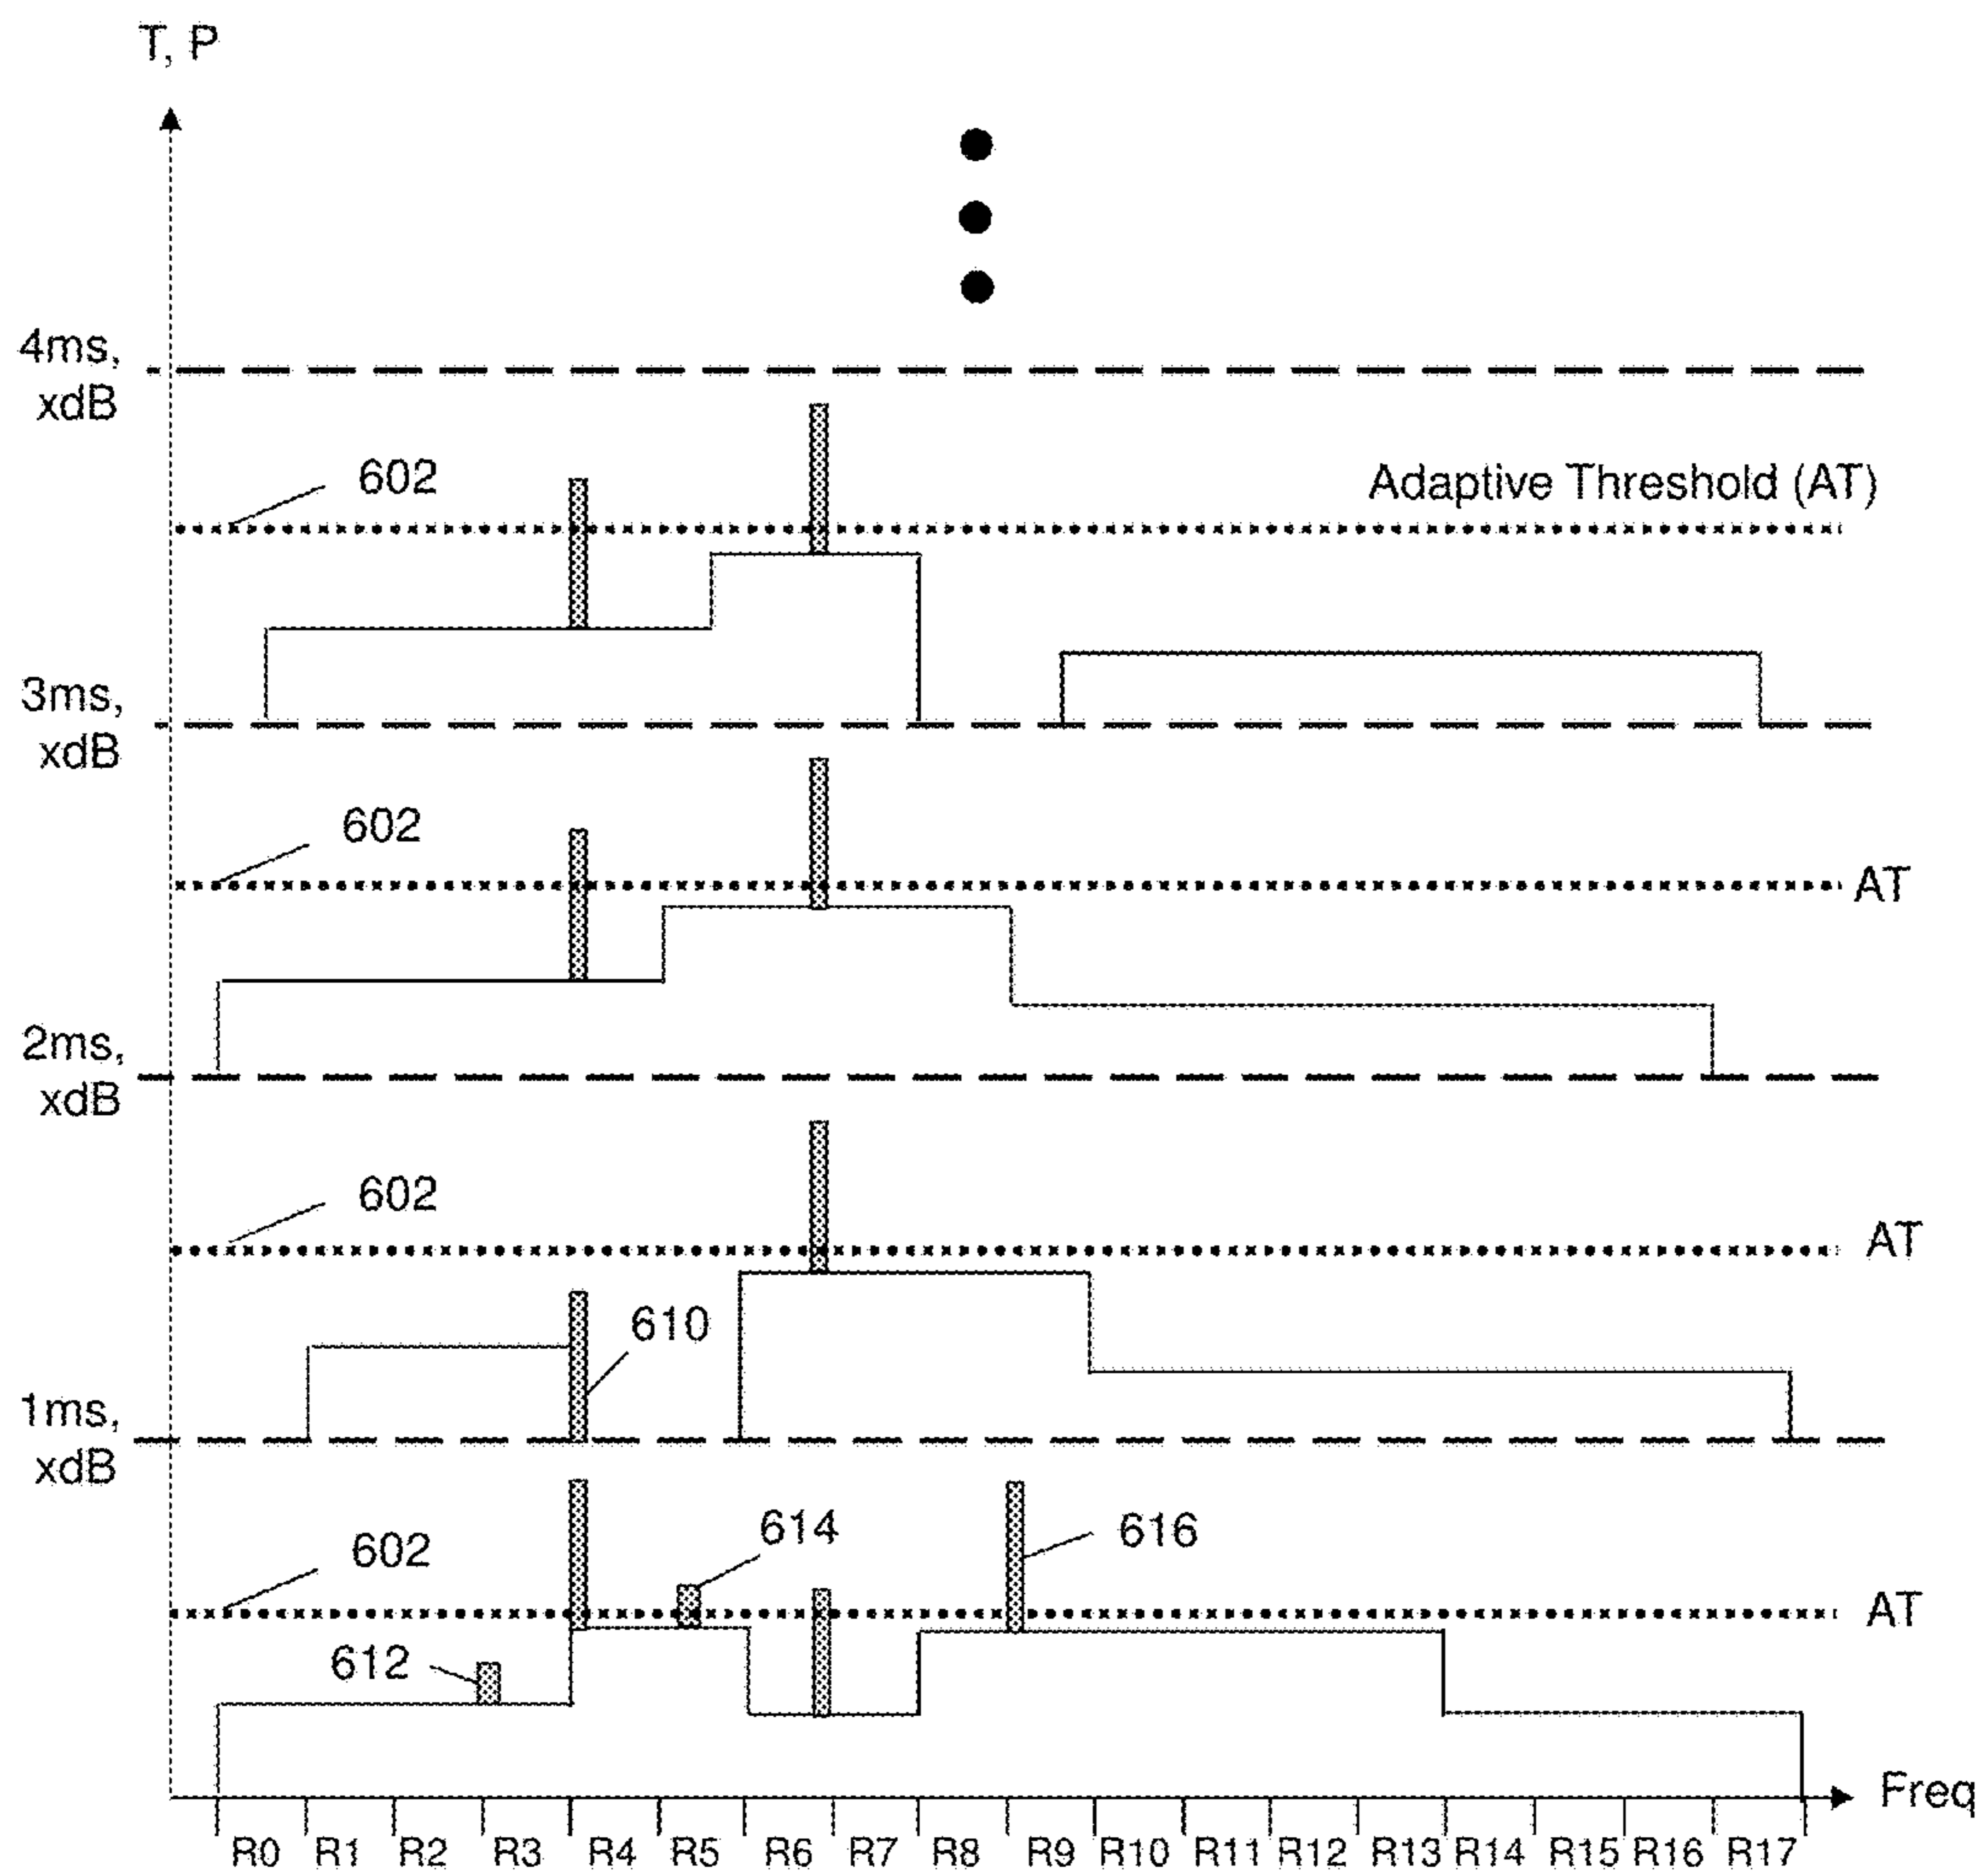 T, P
4ms,
xdB
602
Adaptive Threshold (AT)
3ms,
xdB
602
AT
2ms,
xdB
602
AT
610
1ms,
xdB
614
616
602
AT
612
Freq
R0 R1 R2 R3 R4 R5 R6 R7 R8 R9 R10 R11 R12 R13 R14 R15 R16 R17